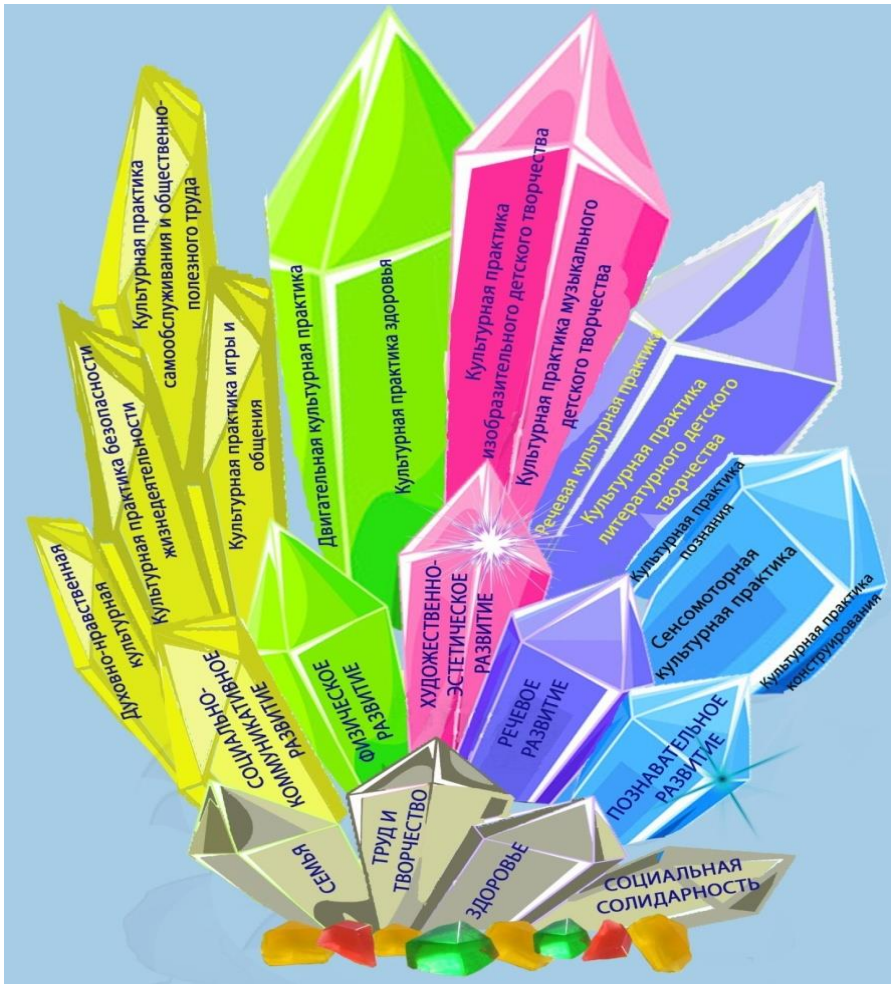 Культурная практика
самообслуживания и общественно-
полезного труда
Культурная практика безопасности
жизнедеятельности
Культурная практика игры и
общения
Духовно-нравственная
культурная
Двигательная культурная практика
Культурная практика здоровья
Культурная практика
изобразительного детского творчества
Культурная практика музыкального
детского творчества
Речевая культурная практика
Культурная практика
литературного детского
творчества
Культурная практика
познания
Сенсомоторная
культурная практика
Культурная практика
конструирования
СОЦИАЛЬНО-
КОММУНИКАТИВНОЕ
РАЗВИТИЕ
ФИЗИЧЕСКОЕ
РАЗВИТИЕ
ХУДОЖЕСТВЕННО-
ЭСТЕТИЧЕСКОЕ
РАЗВИТИЕ
РЕЧЕВОЕ
РАЗВИТИЕ
ПОЗНАВАТЕЛЬНОЕ
РАЗВИТИЕ
СЕМЬЯ
ТРУД И
ТВОРЧЕСТВО
ЗДОРОВЬЕ
СОЦИАЛЬНАЯ
СОЛИДАРНОСТЬ